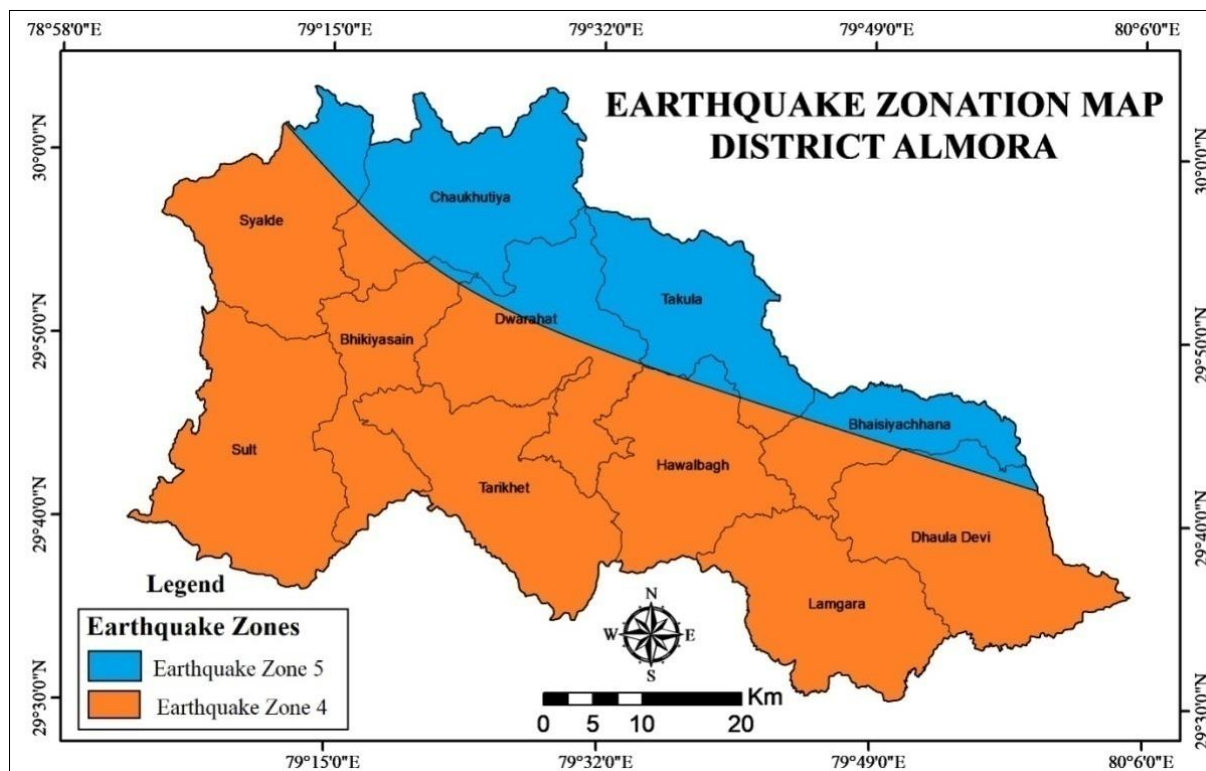 78°58'0"E 79°15'0"E 79°32'0"E 79°49'0"E 80°6'0"E
EARTHQUAKE ZONATION MAP
DISTRICT ALMORA
30°0'0"N
30°0'0"N
Chaukhutiya
Syalde
Takula
29°50'0"N
29°50'0"N
Dwarahat
Bhikiyasain
Bhaisiyachhana
Sult
Hawalbagh
Tarikhet
29°40'0"N
29°40'0"N
Dhaula Devi
Lamgara
Legend
Earthquake Zones
Earthquake Zone 5
Earthquake Zone 4
N
W E
S
Km
0 5 10 20
29°30'0"N
29°30'0"N
79°15'0"E 79°32'0"E 79°49'0"E 80°6'0"E